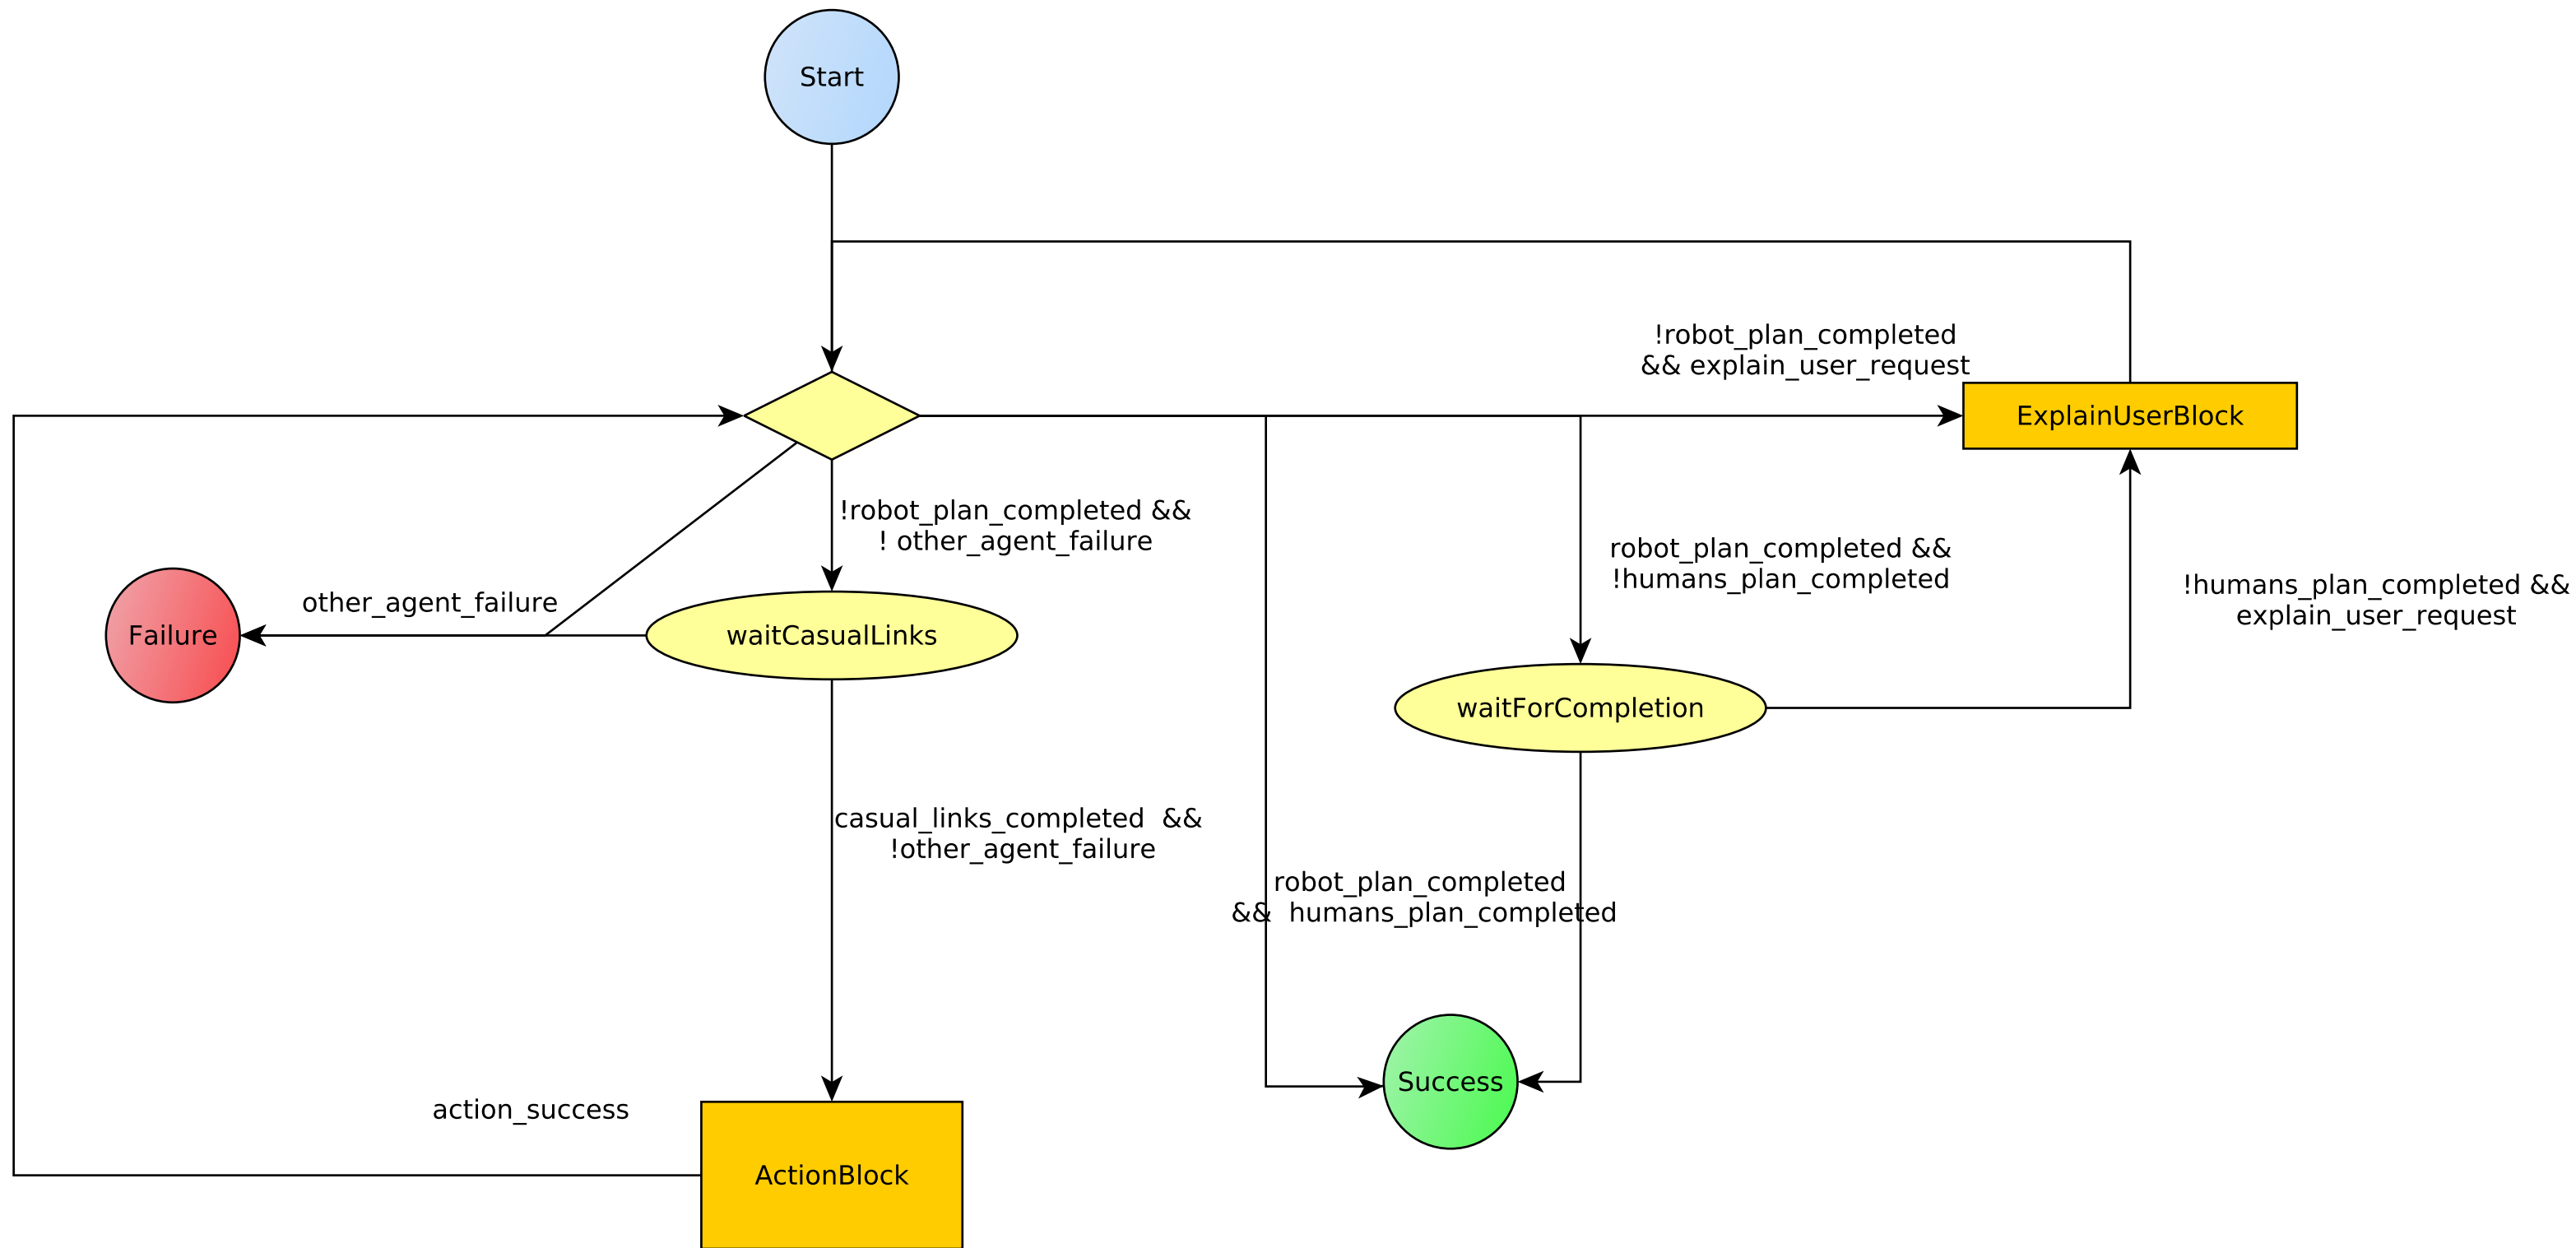 Start
!robot_plan_completed
&& explain_user_request
ExplainUserBlock
!robot_plan_completed &&
! other_agent_failure
robot_plan_completed &&
!humans_plan_completed
!humans_plan_completed &&
explain_user_request
other_agent_failure
Failure
waitCasualLinks
waitForCompletion
casual_links_completed  &&
!other_agent_failure
robot_plan_completed
&&  humans_plan_completed
Success
action_success
ActionBlock